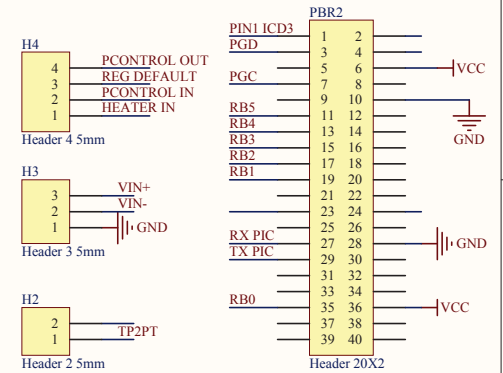 H4
4 PCONTROL OUT
3 REG DEFAULT
2 PCONTROL IN
1 HEATER IN
Header 4 5mm
H3
3 VIN+
2 VIN-
1 GND
Header 3 5mm
H2
2
1 TP2PT
Header 2 5mm
PBR2
PIN1 ICD3 1 2
PGD 3 4
5 6 VCC
PGC 7 8
9 10 GND
RB5 11 12
RB4 13 14
RB3 15 16
RB2 17 18
RB1 19 20
21 22
23 24
25 26
RX PIC 27 28 GND
TX PIC 29 30
31 32
33 34
RB0 35 36 VCC
37 38
39 40
Header 20X2